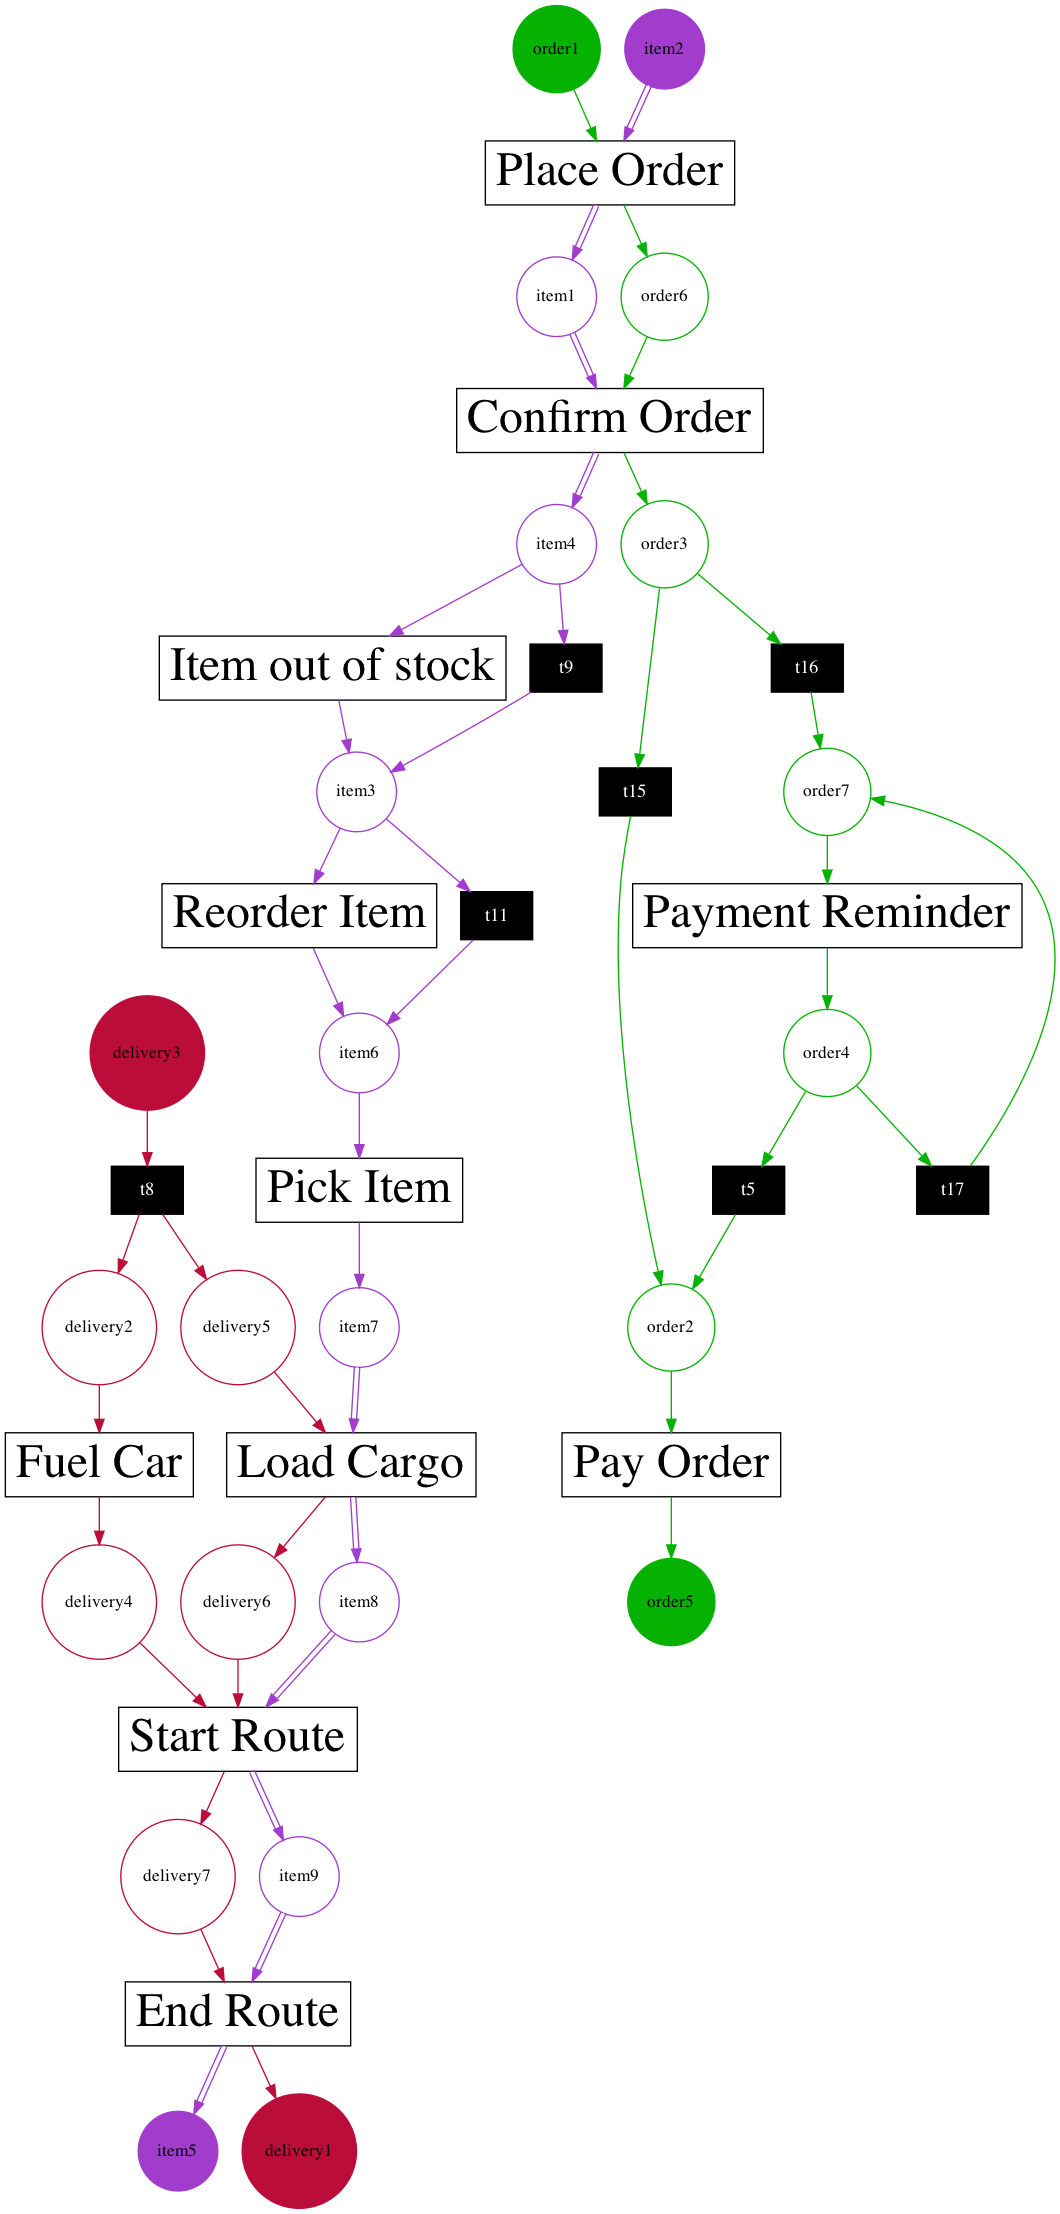 order1
item2
Place Order
item1
order6
Confirm Order
item4
order3
Item out of stock
t9
t16
item3
t15
order7
Reorder Item
t11
Payment Reminder
delivery3
item6
order4
t8
Pick Item
t5
t17
delivery2
delivery5
item7
order2
Fuel Car
Load Cargo
Pay Order
delivery4
delivery6
item8
order5
Start Route
delivery7
item9
End Route
item5
delivery1